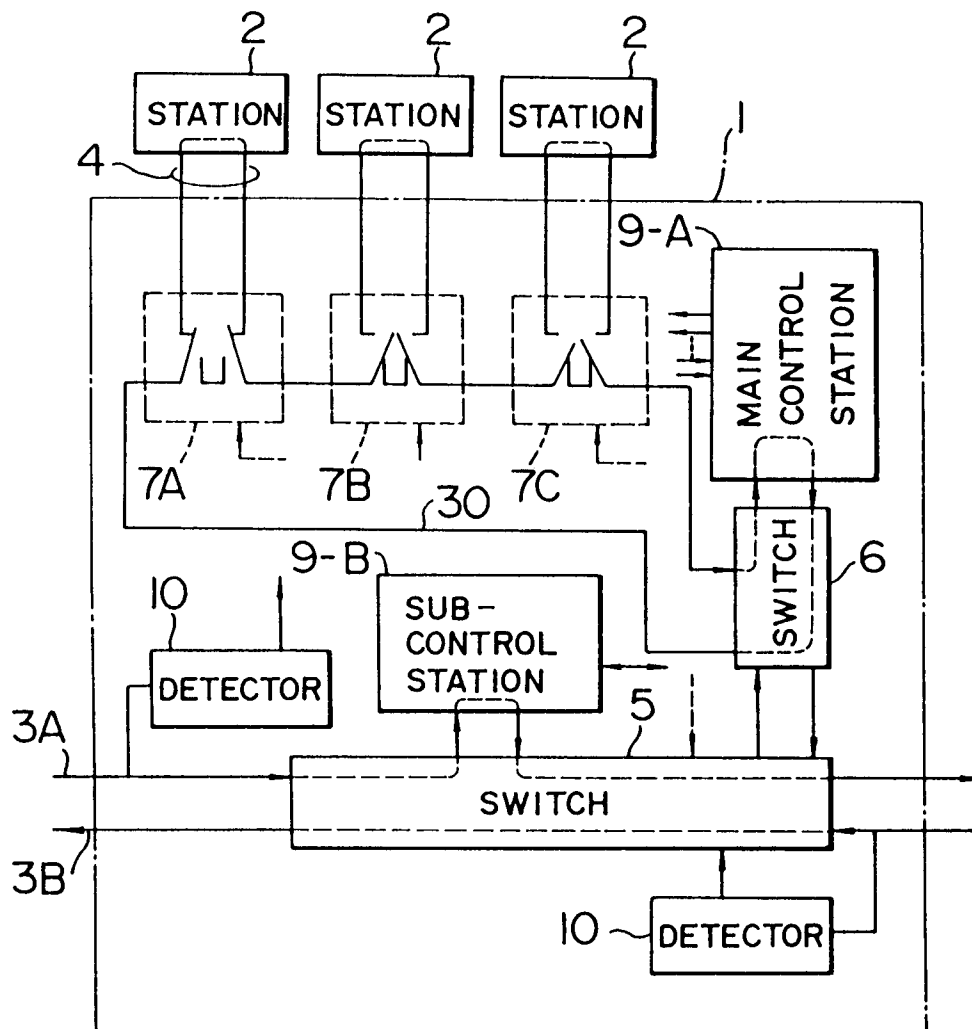 2 2 2
STATION STATION STATION
1
4
9-A
MAIN
CONTROL
STATION
7A 7B 7C
30
9-B
SWITCH
6
10
SUB-
CONTROL
STATION
DETECTOR
5
3A
SWITCH
3B
10
DETECTOR